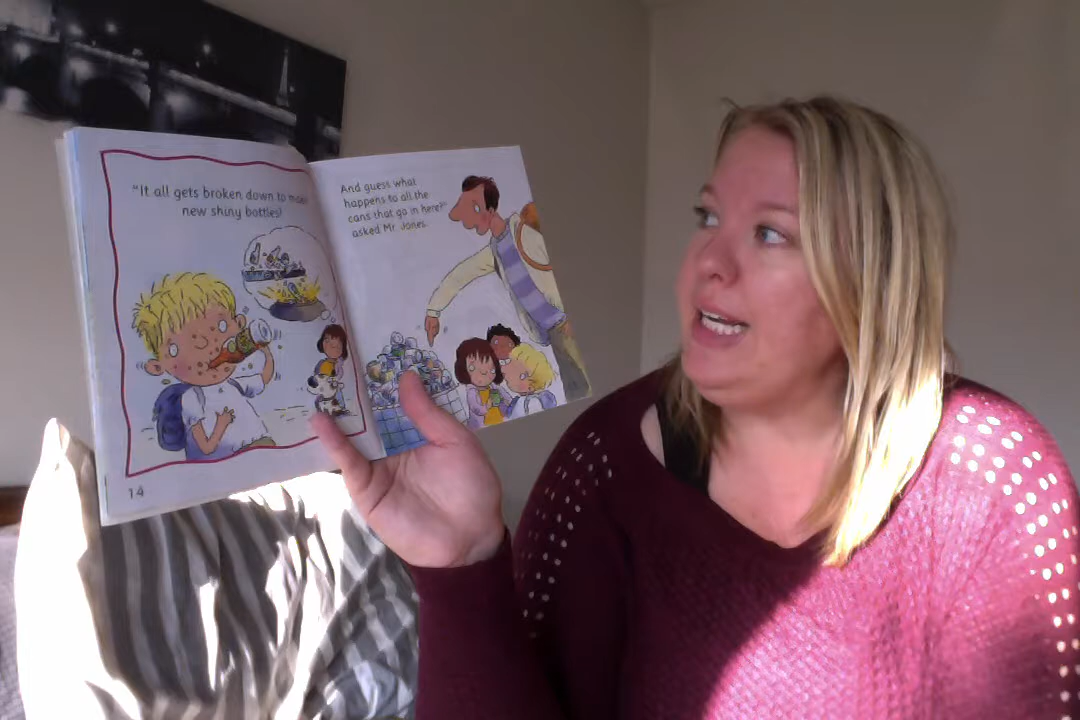 "It all gets broken down to make
new shiny bottles!
14
And guess what
happens to all the
cans that go in here?"
asked Mr Jones.